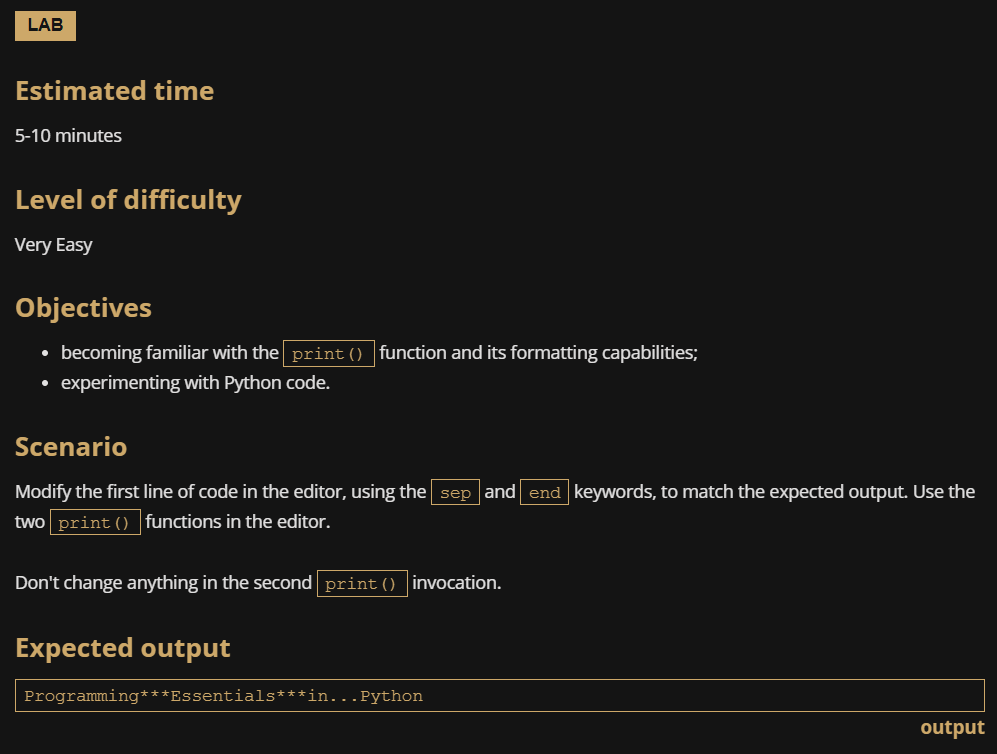 LAB
Estimated time
5-10 minutes
Level of difficulty
Very Easy
Objectives
• becoming familiar with the print() function and its formatting capabilities;
• experimenting with Python code.
Scenario
Modify the first line of code in the editor, using the sep and end keywords, to match the expected output. Use the
two print() functions in the editor.
Don't change anything in the second print() invocation.
Expected output
Programming***Essentials***in...Python
output